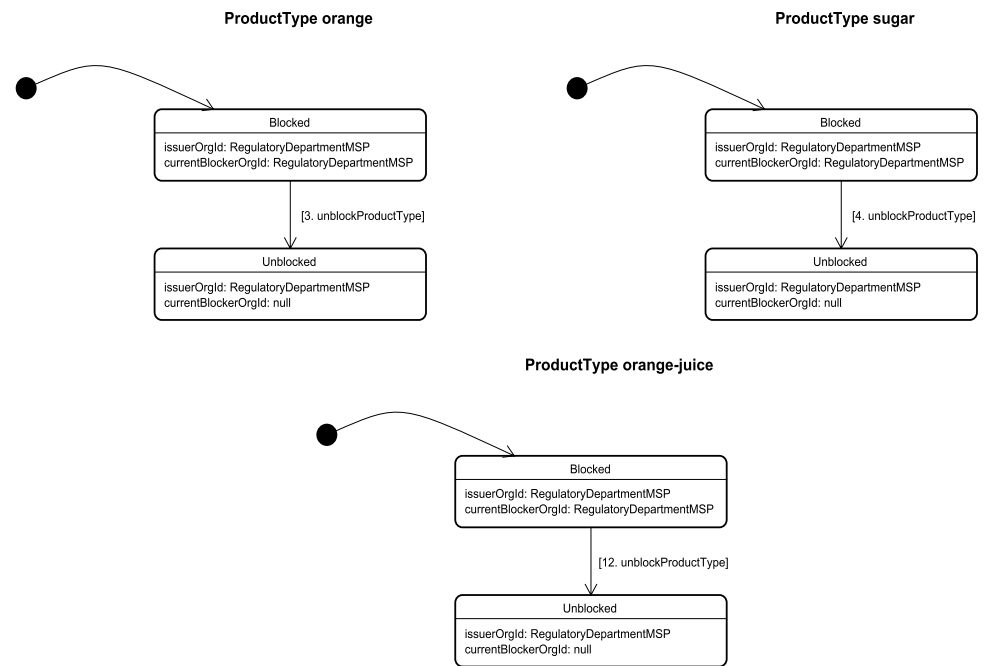 ProductType orange
Blocked
issuerOrgId: RegulatoryDepartmentMSP
currentBlockerOrgId: RegulatoryDepartmentMSP
[3. unblockProductType]
Unblocked
issuerOrgId: RegulatoryDepartmentMSP
currentBlockerOrgId: null
ProductType sugar
Blocked
issuerOrgId: RegulatoryDepartmentMSP
currentBlockerOrgId: RegulatoryDepartmentMSP
[4. unblockProductType]
Unblocked
issuerOrgId: RegulatoryDepartmentMSP
currentBlockerOrgId: null
ProductType orange-juice
Blocked
issuerOrgId: RegulatoryDepartmentMSP
currentBlockerOrgId: RegulatoryDepartmentMSP
[12. unblockProductType]
Unblocked
issuerOrgId: RegulatoryDepartmentMSP
currentBlockerOrgId: null